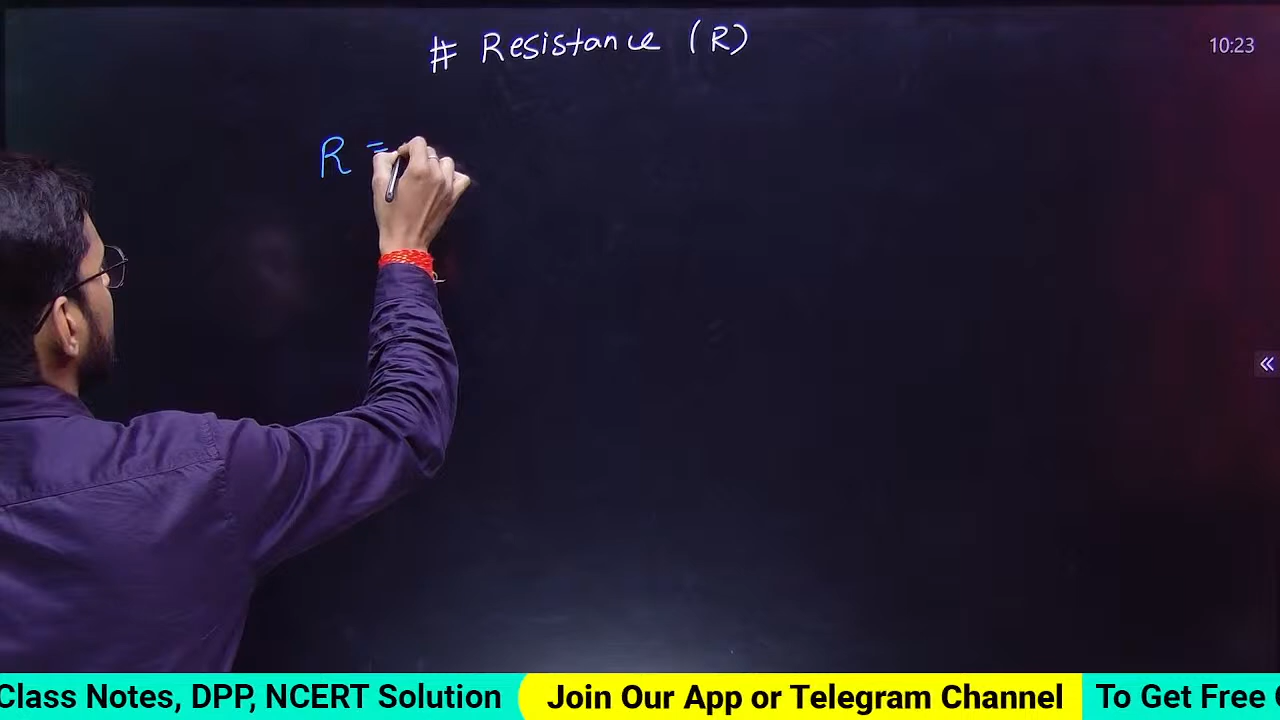 # Resistance (R)
10:23
R =
«
Class Notes, DPP, NCERT Solution Join Our App or Telegram Channel To Get Free